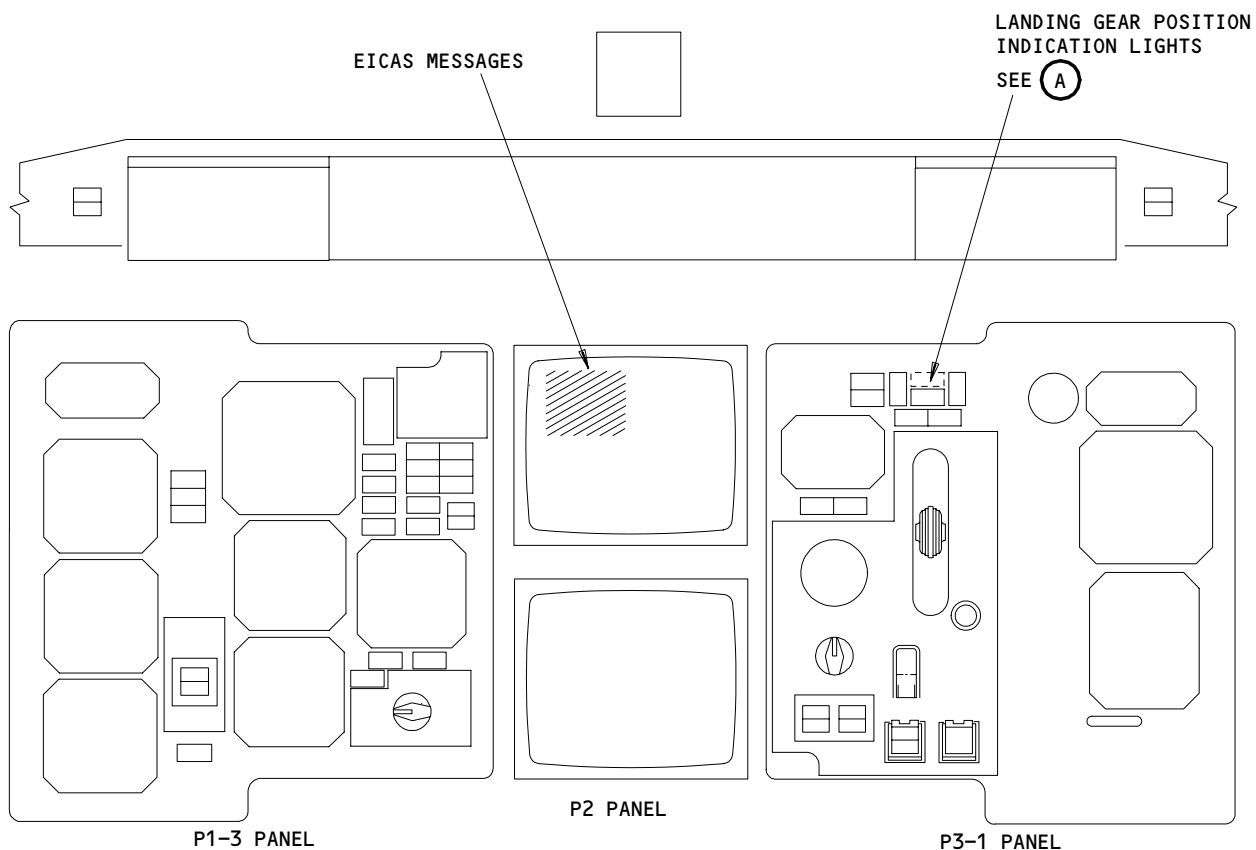 LANDING GEAR POSITION
INDICATION LIGHTS
SEE A
EICAS MESSAGES
P2 PANEL
P1-3 PANEL
P3-1 PANEL